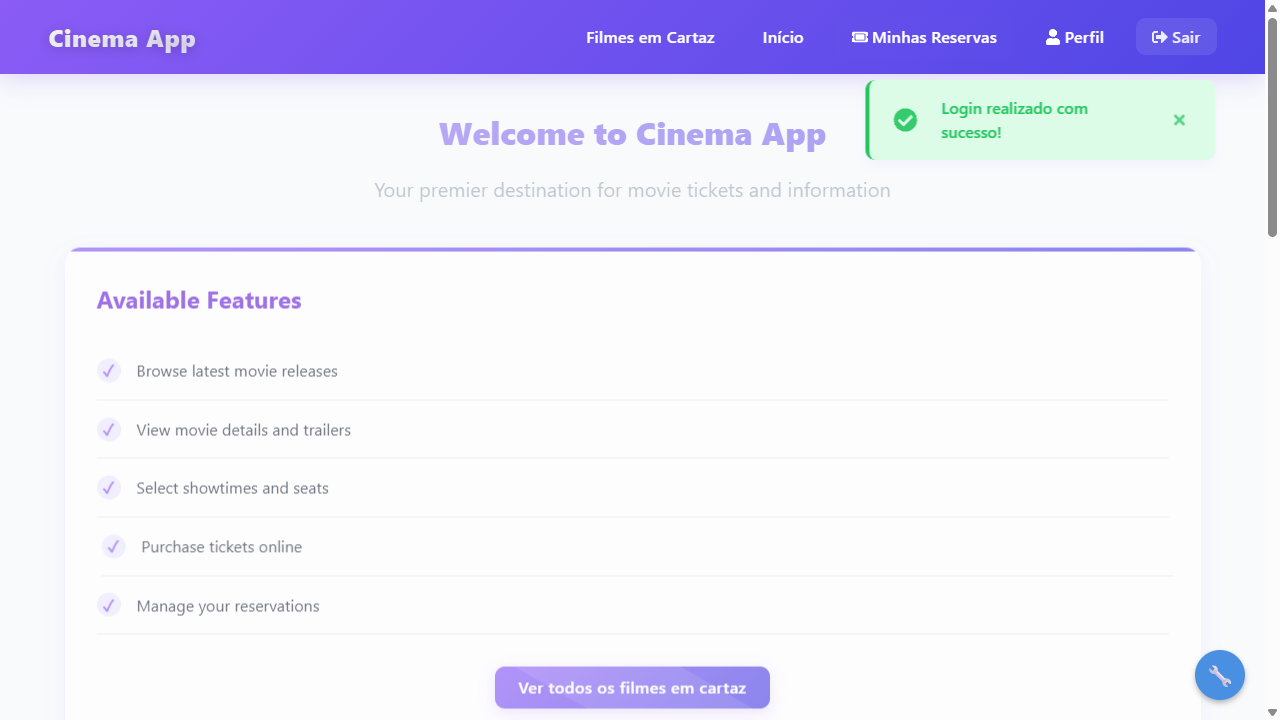 Cinema App
Filmes em Cartaz
Início
Minhas Reservas
Perfil
Sair
Login realizado com
sucesso!
Welcome to Cinema App
Your premier destination for movie tickets and information
Available Features
Browse latest movie releases
View movie details and trailers
Select showtimes and seats
Purchase tickets online
Manage your reservations
Ver todos os filmes em cartaz